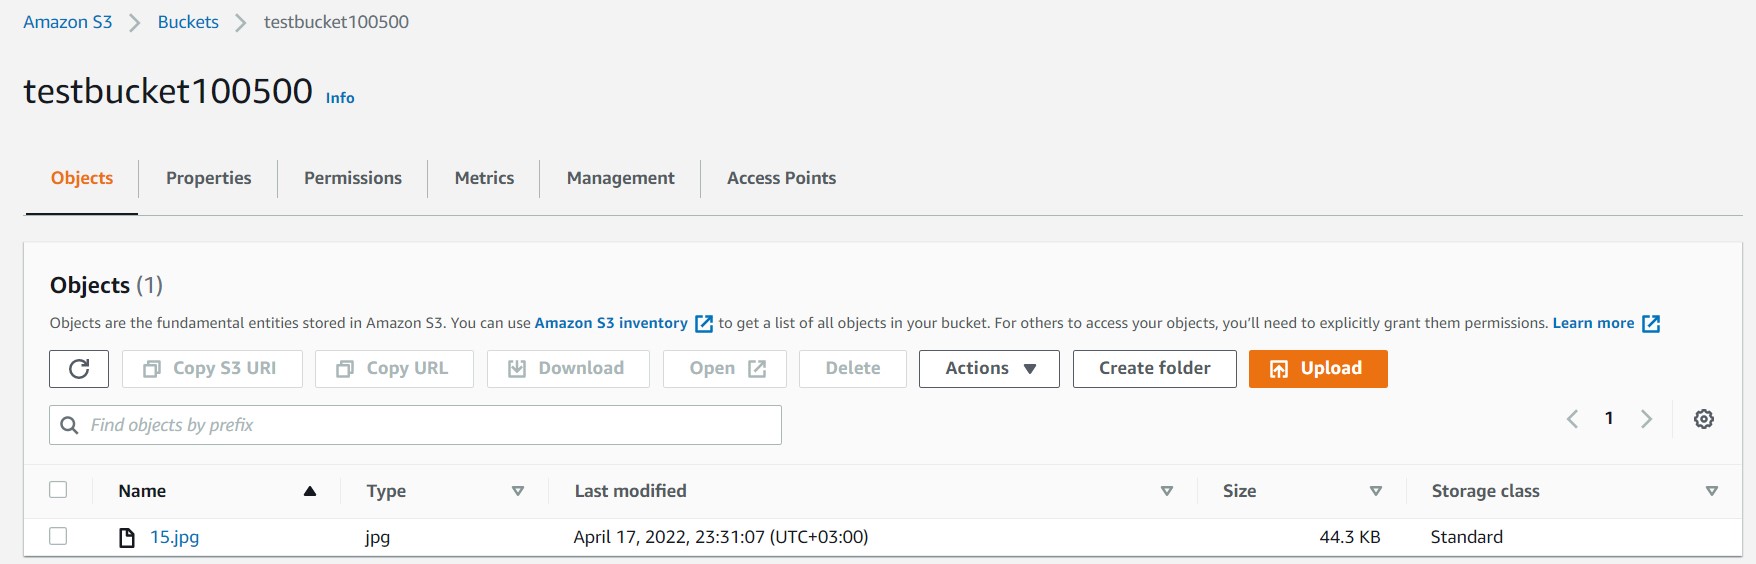 Amazon S3 > Buckets > testbucket100500
testbucket100500 Info
Objects Properties Permissions Metrics Management Access Points
Objects (1)
Objects are the fundamental entities stored in Amazon S3. You can use Amazon S3 inventory to get a list of all objects in your bucket. For others to access your objects, you'll need to explicitly grant them permissions. Learn more
Copy S3 URI Copy URL Download Open Delete Actions Create folder Upload
Find objects by prefix 1
Name Type Last modified Size Storage class
15.jpg jpg April 17, 2022, 23:31:07 (UTC+03:00) 44.3 KB Standard